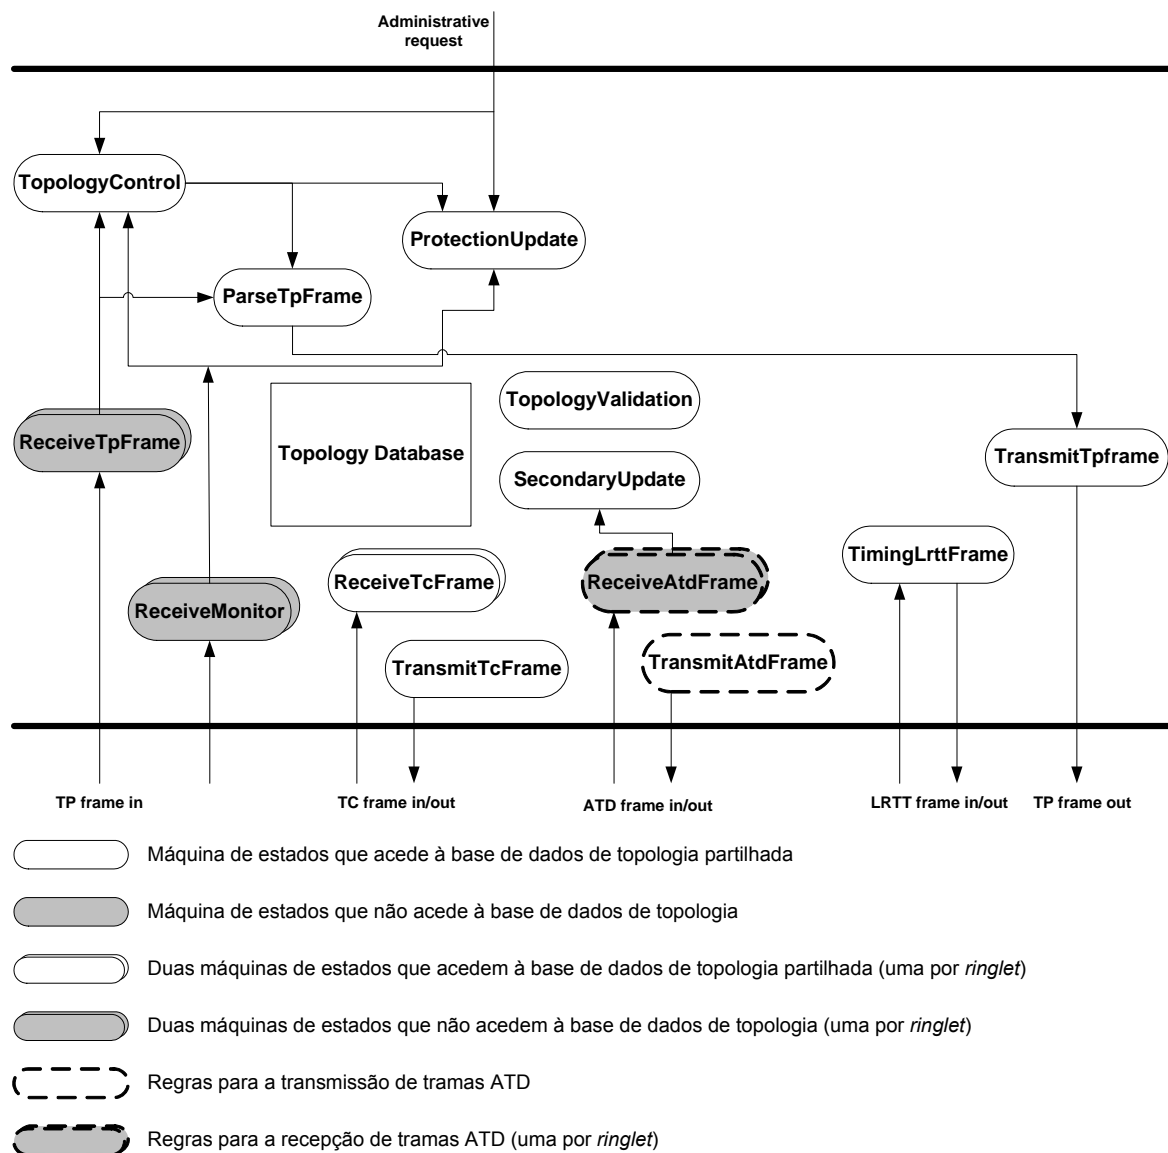 Administrative
request
TopologyControl
ProtectionUpdate
ParseTpFrame
TopologyValidation
ReceiveTpFrame
Topology Database
TransmitTpframe
SecondaryUpdate
TimingLrttFrame
ReceiveTcFrame
ReceiveAtdFrame
ReceiveMonitor
TransmitTcFrame
TransmitAtdFrame
TP frame in
TC frame in/out
ATD frame in/out
LRTT frame in/out
TP frame out
Máquina de estados que acede à base de dados de topologia partilhada
Máquina de estados que não acede à base de dados de topologia
Duas máquinas de estados que acedem à base de dados de topologia partilhada (uma por ringlet)
Duas máquinas de estados que não acedem à base de dados de topologia (uma por ringlet)
Regras para a transmissão de tramas ATD
Regras para a recepção de tramas ATD (uma por ringlet)